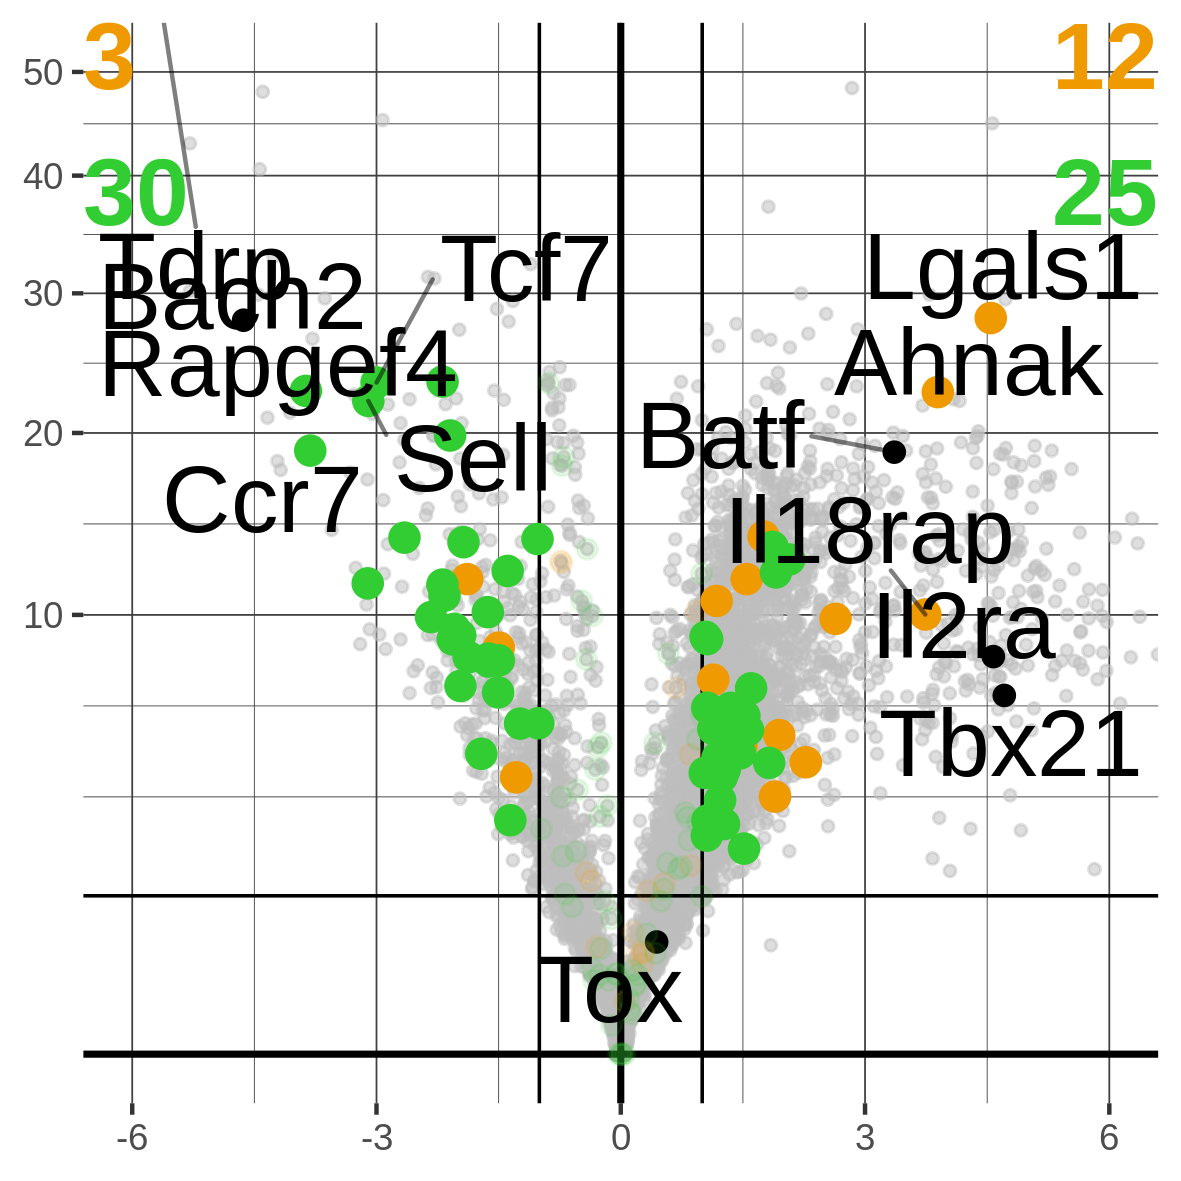 3
12
50
40
30
25
Tdrp
Tcf7
Lgals1
Bach2
30
Rapgef4
Ahnak
Batf
20
Sell
Ccr7
Il18rap
10
Il2ra
Tbx21
Tox
-6
-3
0
3
6